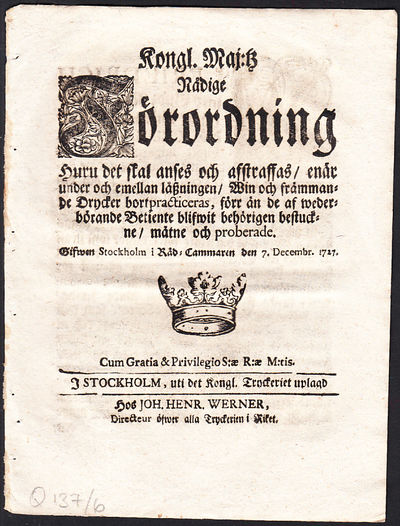 Kongl. Maj:tz
Nådige
Förordning
Huru det skal anses och afstraffas/ enär
under och emellan låßningen/ Win och främman-
de Drycker bortpracticeras, förr än de af weder-
börande Betiente blifwit behörigen bestuck-
ne/ mätne och proberade.
Gifwen Stockholm i Råd-Cammaren den 7. Decembr. 1727.
Cum Gratia & Privilegio S:æ R:æ M:tis.
J STOCKHOLM, uti det Kongl. Tryckeriet uplagd
Hos JOH. HENR. WERNER,
Directeur öfwer alla Tryckerien i Riket.
Q 137/6